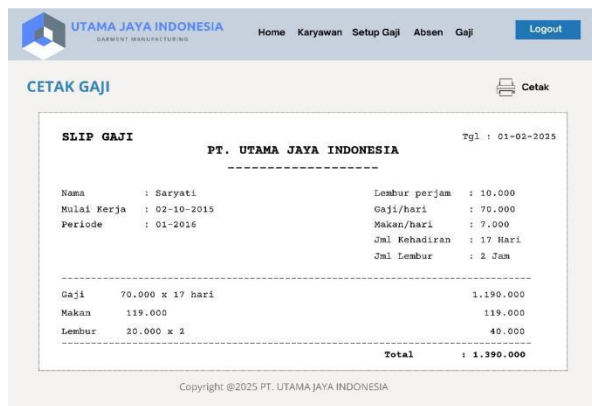 UTAMA JAYA INDONESIA
GARMENT MANUFACTURING
Home Karyawan Setup Gaji Absen Gaji Logout
CETAK GAJI
Cetak
SLIP GAJI
Tgl : 01-02-2025
PT. UTAMA JAYA INDONESIA
-------------------
Nama : Saryati
Lembur perjam : 10.000
Mulai Kerja : 02-10-2015
Gaji/hari : 70.000
Periode : 01-2016
Makan/hari : 7.000
Jml Kehadiran : 17 Hari
Jml Lembur : 2 Jam
Gaji 70.000 x 17 hari 1.190.000
Makan 119.000 119.000
Lembur 20.000 x 2 40.000
Total : 1.390.000
Copyright @2025 PT. UTAMA JAYA INDONESIA